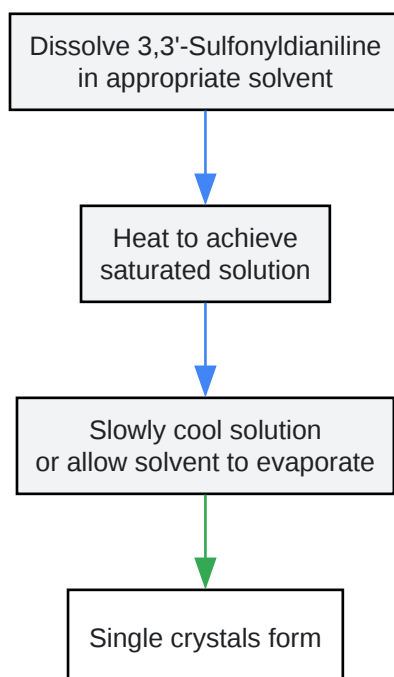 Dissolve 3,3'-Sulfonyldianiline
in appropriate solvent
Heat to achieve
saturated solution
Slowly cool solution
or allow solvent to evaporate
Single crystals form